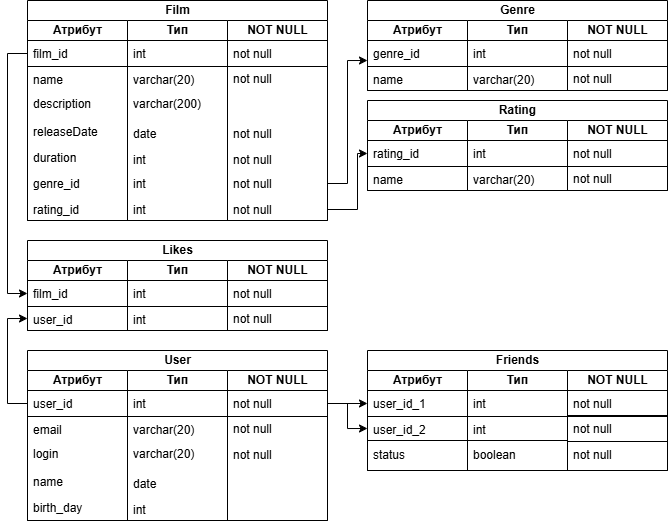 Film
Атрибут Тип NOT NULL
film_id int not null
name varchar(20) not null
description varchar(200)
releaseDate date not null
duration int not null
genre_id int not null
rating_id int not null
Genre
Атрибут Тип NOT NULL
genre_id int not null
name varchar(20) not null
Rating
Атрибут Тип NOT NULL
rating_id int not null
name varchar(20) not null
Likes
Атрибут Тип NOT NULL
film_id int not null
user_id int not null
User
Атрибут Тип NOT NULL
user_id int not null
email varchar(20) not null
login varchar(20) not null
name date
birth_day int
Friends
Атрибут Тип NOT NULL
user_id_1 int not null
user_id_2 int not null
status boolean not null